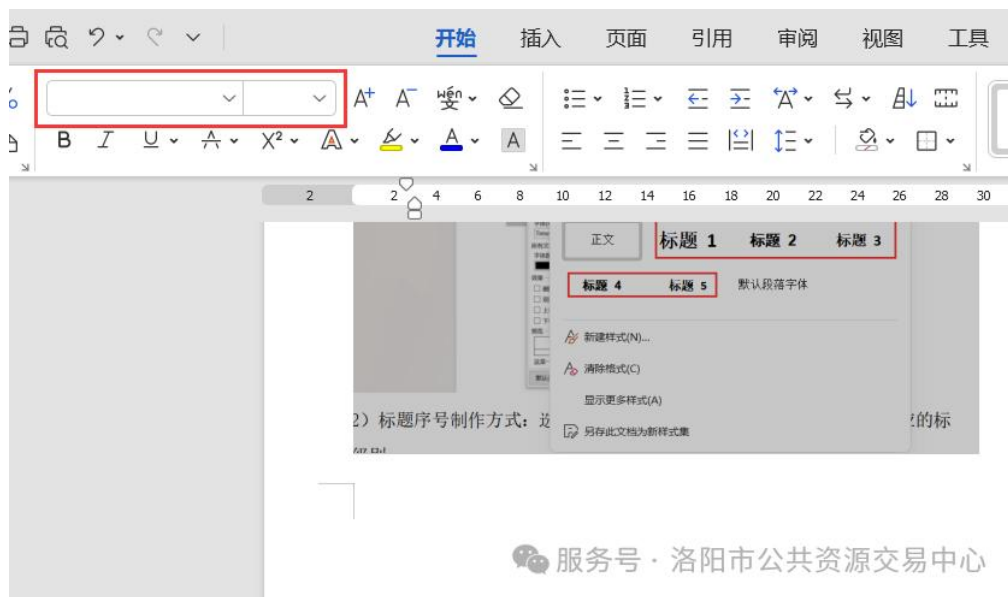 开始 插入 页面 引用 审阅 视图 工具
A+ A- wén 变
B I U A X² A A A
2 2 4 6 8 10 12 14 16 18 20 22 24 26 28 30
正文 标题 1 标题 2 标题 3
标题 4 标题 5 默认段落字体
新建样式(N)...
清除格式(C)
显示更多样式(A)
2）标题序号制作方式：选 的标
另存此文档为新样式集
服务号 · 洛阳市公共资源交易中心